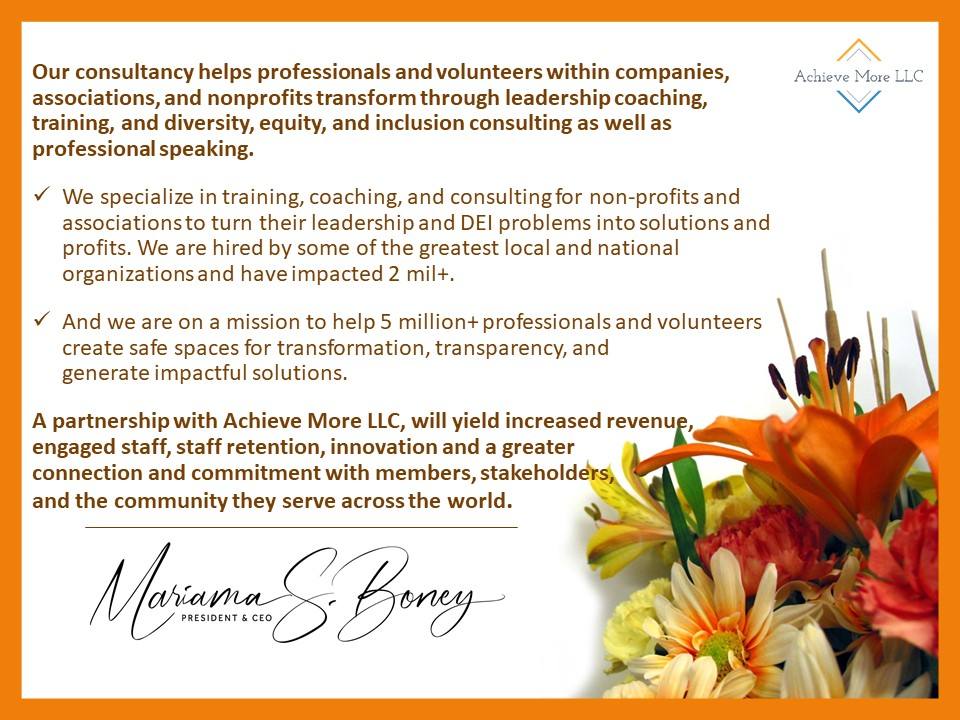 Achieve More LLC
Our consultancy helps professionals and volunteers within companies,
associations, and nonprofits transform through leadership coaching,
training, and diversity, equity, and inclusion consulting as well as
professional speaking.
✓ We specialize in training, coaching, and consulting for non-profits and
associations to turn their leadership and DEI problems into solutions and
profits. We are hired by some of the greatest local and national
organizations and have impacted 2 mil+.
✓ And we are on a mission to help 5 million+ professionals and volunteers
create safe spaces for transformation, transparency, and
generate impactful solutions.
A partnership with Achieve More LLC, will yield increased revenue,
engaged staff, staff retention, innovation and a greater
connection and commitment with members, stakeholders,
and the community they serve across the world.
Mariama S. Boney
PRESIDENT & CEO